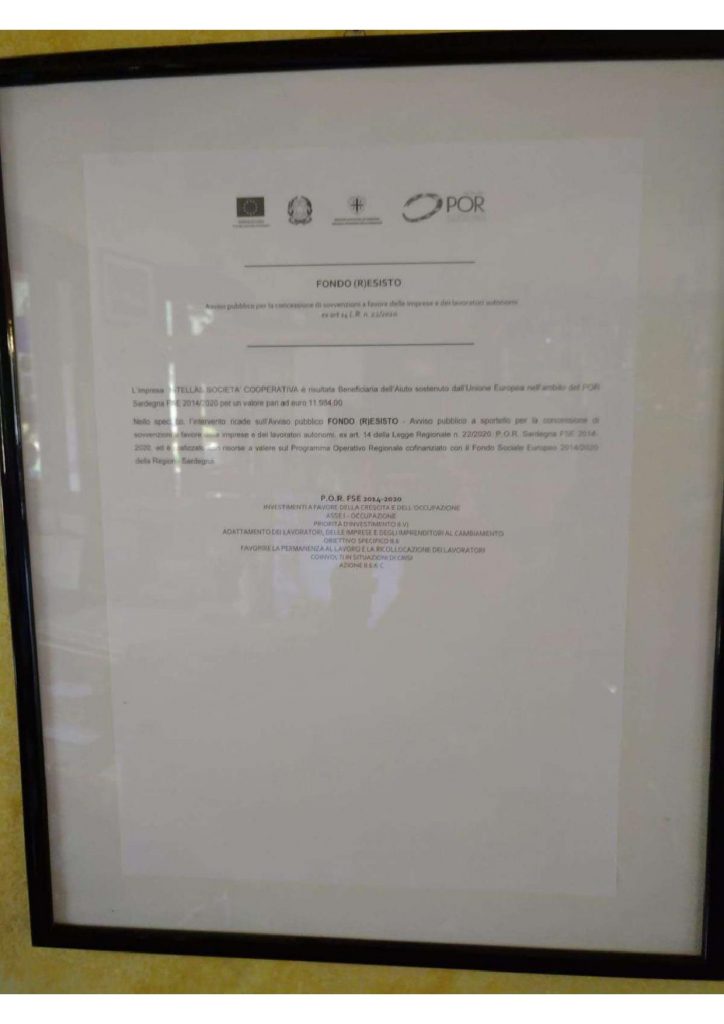 POR
FONDO (R)ESISTO
Avviso pubblico per la concessione di sovvenzioni a favore delle imprese e dei lavoratori autonomi
ex art 14 L.R. n. 22/2020
L'impresa SOCIETA' COOPERATIVA è risultata Beneficiaria dell'Aiuto sostenuto dall'Unione Europea nell'ambito del POR
Sardegna FSE 2014/2020 per un valore pari ad euro 11.984,00
Nello specifico, l'intervento ricade sull'Avviso pubblico FONDO (R)ESISTO - Avviso pubblico a sportello per la concessione di
sovvenzioni a favore delle imprese e dei lavoratori autonomi, ex art. 14 della Legge Regionale n. 22/2020. P.O.R. Sardegna FSE 2014-
2020, ed è realizzato con risorse a valere sul Programma Operativo Regionale cofinanziato con il Fondo Sociale Europeo 2014/2020
della Regione Sardegna
P.O.R. FSE 2014-2020
INVESTIMENTI A FAVORE DELLA CRESCITA E DELL'OCCUPAZIONE
ASSE I - OCCUPAZIONE
PRIORITÀ D'INVESTIMENTO 8.V)
ADATTAMENTO DEI LAVORATORI, DELLE IMPRESE E DEGLI IMPRENDITORI AL CAMBIAMENTO
OBIETTIVO SPECIFICO 8.6
FAVORIRE LA PERMANENZA AL LAVORO E LA RICOLLOCAZIONE DEI LAVORATORI
COINVOLTI IN SITUAZIONI DI CRISI
AZIONE 8.6.C